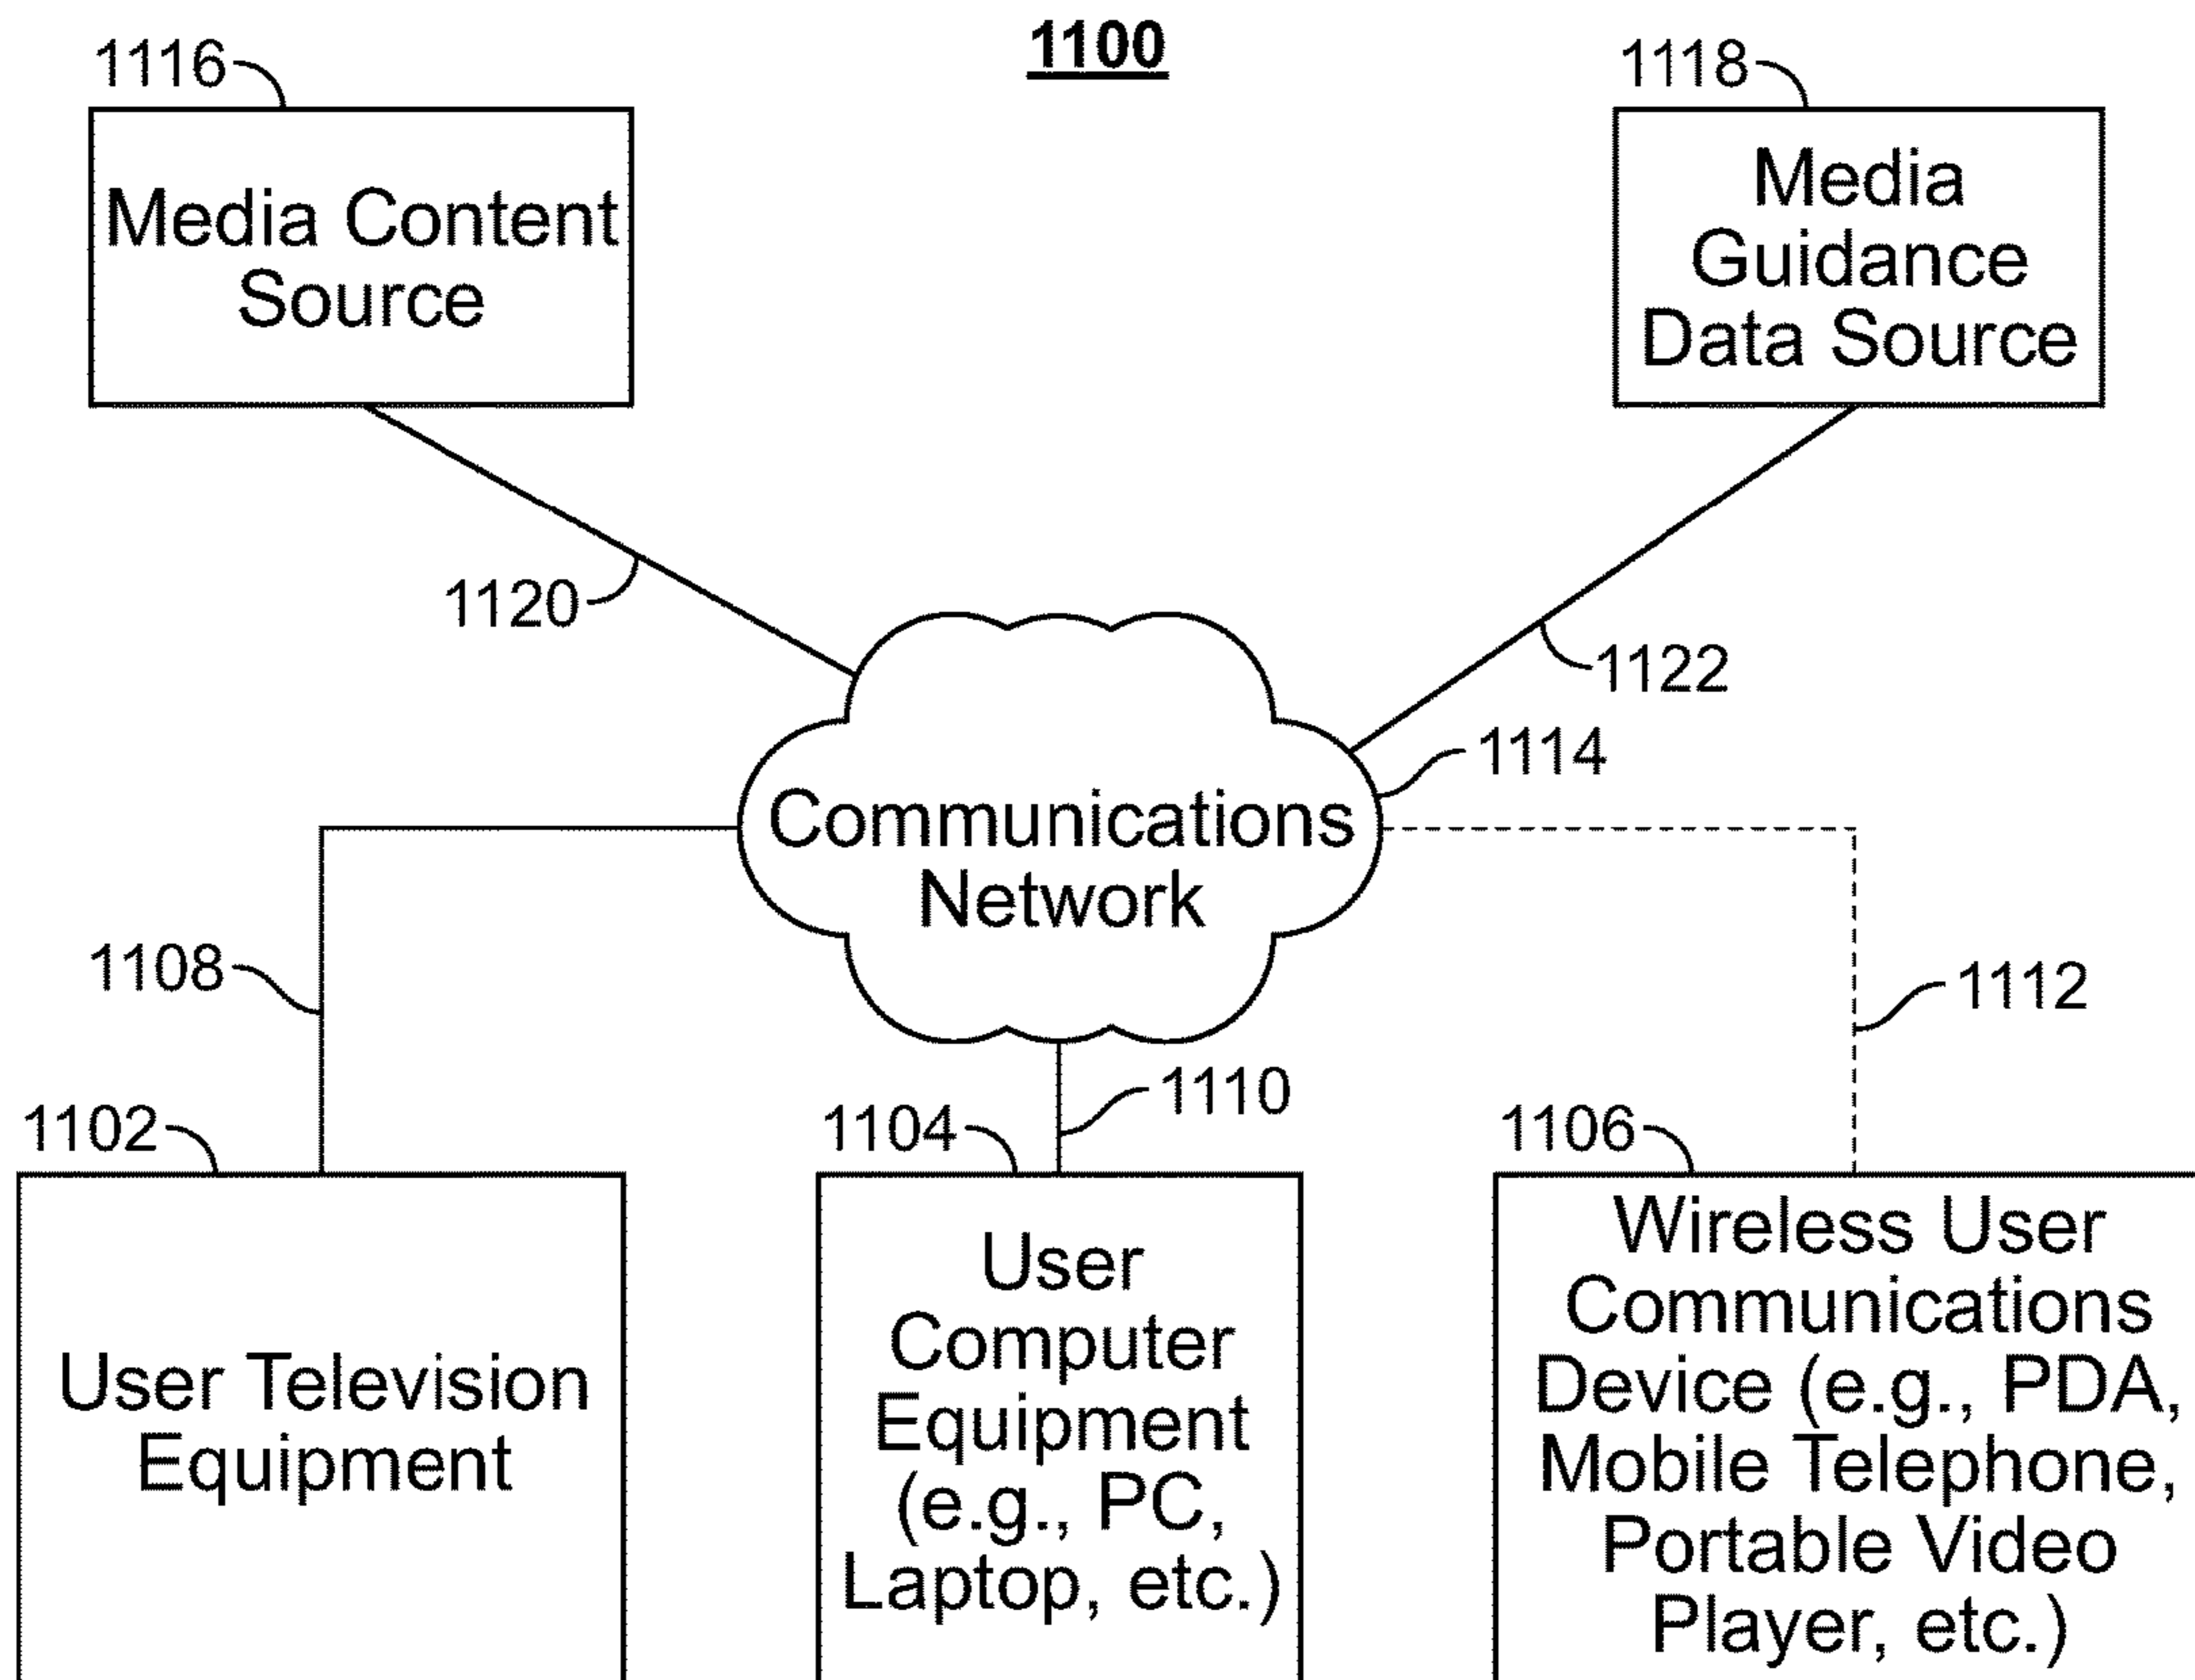 1100
1116
1118
Media Content
Source
Media
Guidance
Data Source
1120
1122
1114
Communications
Network
1108
1112
1110
1102
1104
1106
User Television
Equipment
User
Computer
Equipment
(e.g., PC,
Laptop, etc.)
Wireless User
Communications
Device (e.g., PDA,
Mobile Telephone,
Portable Video
Player, etc.)